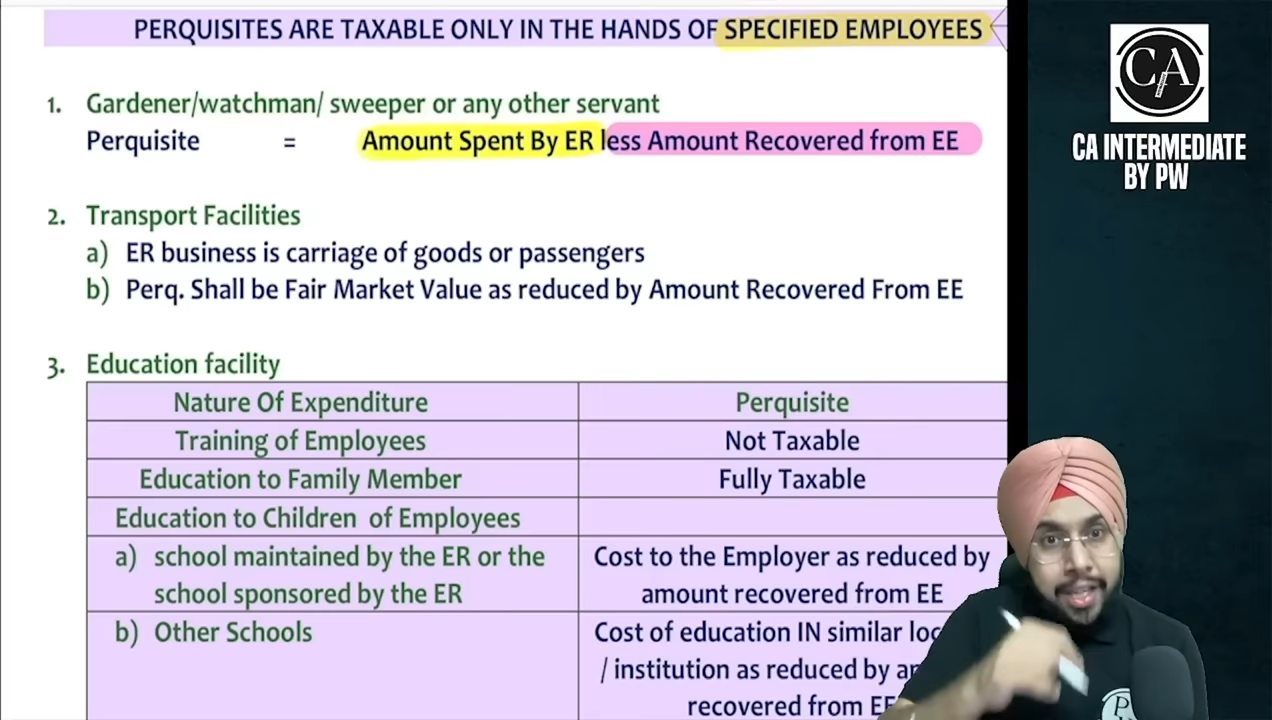 PERQUISITES ARE TAXABLE ONLY IN THE HANDS OF SPECIFIED EMPLOYEES
1. Gardener/watchman/ sweeper or any other servant
Perquisite = Amount Spent By ER less Amount Recovered from EE
2. Transport Facilities
a) ER business is carriage of goods or passengers
b) Perq. Shall be Fair Market Value as reduced by Amount Recovered From EE
3. Education facility
Nature Of Expenditure Perquisite
Training of Employees Not Taxable
Education to Family Member Fully Taxable
Education to Children of Employees
a) school maintained by the ER or the school sponsored by the ER
Cost to the Employer as reduced by
amount recovered from EE
b) Other Schools
Cost of education IN similar
/ institution as reduced by
recovered from
CA
CA INTERMEDIATE
BY PW
P